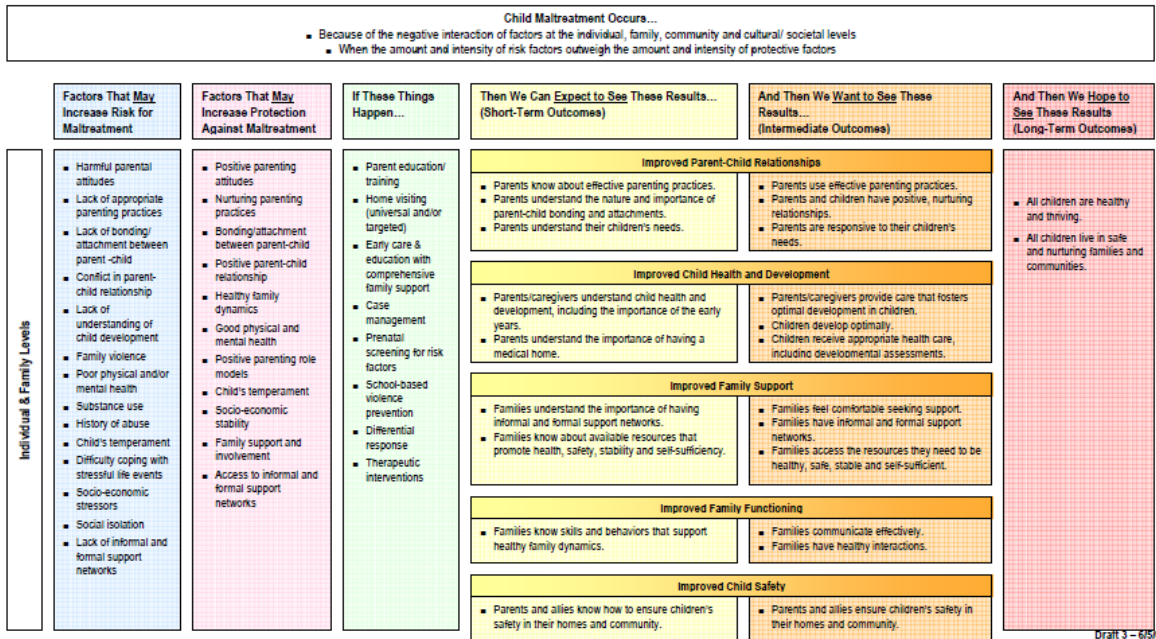 Child Maltreatment Occurs...
▪ Because of the negative interaction of factors at the individual, family, community and cultural/ societal levels
▪ When the amount and intensity of risk factors outweigh the amount and intensity of protective factors
Factors That May
Increase Risk for
Maltreatment
Factors That May
Increase Protection
Against Maltreatment
If These Things
Happen...
Then We Can Expect to See These Results...
(Short-Term Outcomes)
And Then We Want to See These
Results...
(Intermediate Outcomes)
And Then We Hope to
See These Results
(Long-Term Outcomes)
Individual & Family Levels
▪ Harmful parental
attitudes
▪ Lack of appropriate
parenting practices
▪ Lack of bonding/
attachment between
parent -child
▪ Conflict in parent-
child relationship
▪ Lack of
understanding of
child development
▪ Family violence
▪ Poor physical and/or
mental health
▪ Substance use
▪ History of abuse
▪ Child's temperament
▪ Difficulty coping with
stressful life events
▪ Socio-economic
stressors
▪ Social isolation
▪ Lack of informal and
formal support
networks
▪ Positive parenting
attitudes
▪ Nurturing parenting
practices
▪ Bonding/attachment
between parent-child
▪ Positive parent-child
relationship
▪ Healthy family
dynamics
▪ Good physical and
mental health
▪ Positive parenting role
models
▪ Child's temperament
▪ Socio-economic
stability
▪ Family support and
involvement
▪ Access to informal and
formal support
networks
▪ Parent education/
training
▪ Home visiting
(universal and/or
targeted)
▪ Early care &
education with
comprehensive
family support
▪ Case
management
▪ Prenatal
screening for risk
factors
▪ School-based
violence
prevention
▪ Differential
response
▪ Therapeutic
interventions
Improved Parent-Child Relationships
▪ Parents know about effective parenting practices.
▪ Parents understand the nature and importance of
parent-child bonding and attachments.
▪ Parents understand their children's needs.
▪ Parents use effective parenting practices.
▪ Parents and children have positive, nurturing
relationships.
▪ Parents are responsive to their children's
needs.
Improved Child Health and Development
▪ Parents/caregivers understand child health and
development, including the importance of the early
years.
▪ Parents understand the importance of having a
medical home.
▪ Parents/caregivers provide care that fosters
optimal development in children.
▪ Children develop optimally.
▪ Children receive appropriate health care,
including developmental assessments.
Improved Family Support
▪ Families understand the importance of having
informal and formal support networks.
▪ Families know about available resources that
promote health, safety, stability and self-sufficiency.
▪ Families feel comfortable seeking support.
▪ Families have informal and formal support
networks.
▪ Families access the resources they need to be
healthy, safe, stable and self-sufficient.
Improved Family Functioning
▪ Families know skills and behaviors that support
healthy family dynamics.
▪ Families communicate effectively.
▪ Families have healthy interactions.
Improved Child Safety
▪ Parents and allies know how to ensure children's
safety in their homes and community.
▪ Parents and allies ensure children's safety in
their homes and community.
▪ All children are healthy
and thriving.
▪ All children live in safe
and nurturing families and
communities.
Draft 3 – 6/5/